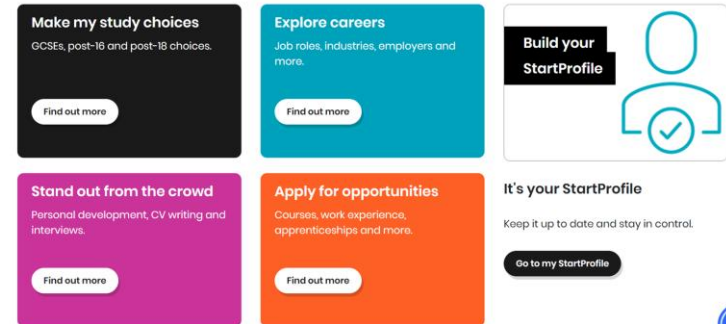 Make my study choices
GCSEs, post-16 and post-18 choices.
Find out more
Explore careers
Job roles, industries, employers and
more.
Find out more
Build your
StartProfile
Stand out from the crowd
Personal development, CV writing and
interviews.
Find out more
Apply for opportunities
Courses, work experience,
apprenticeships and more.
Find out more
It's your StartProfile
Keep it up to date and stay in control.
Go to my StartProfile